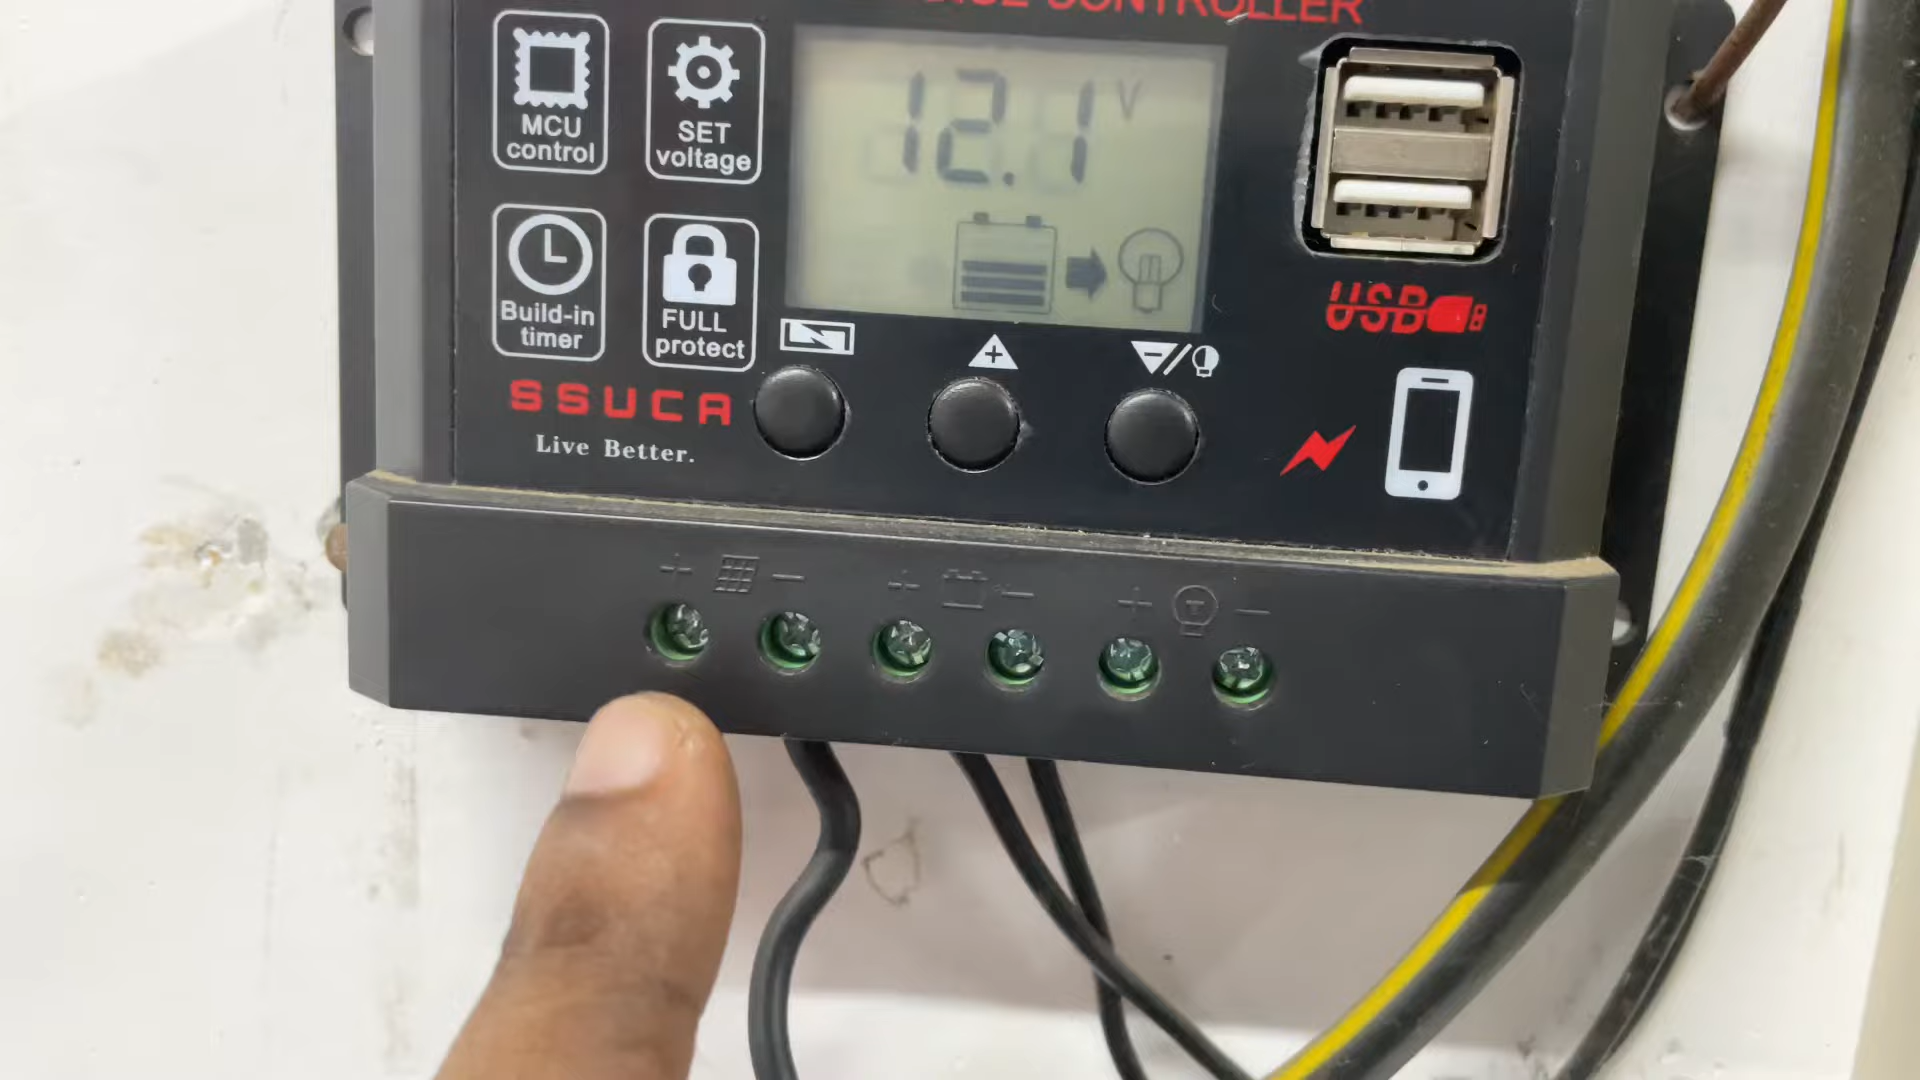 CONTROLLER
MCU
control
SET
voltage
12.1 V
Build-in
timer
FULL
protect
USB
SSUCA
Live Better.